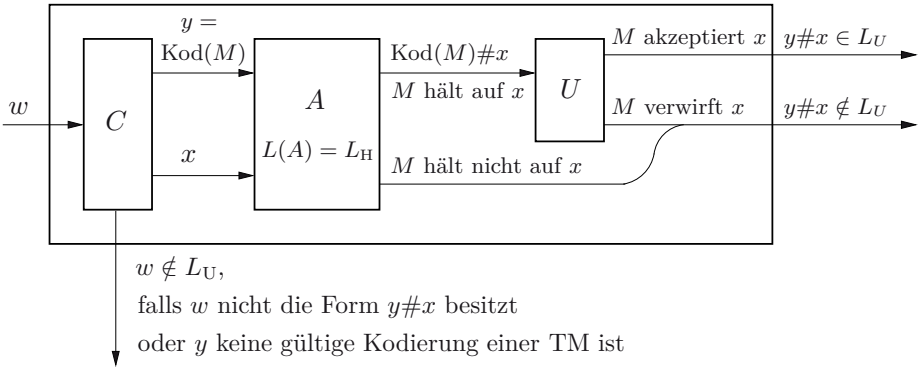 y =
Kod(M)
Kod(M)#x
M akzeptiert x
y#x ∈ L_U
w
C
A
M hält auf x
U
M verwirft x
y#x ∉ L_U
x
L(A) = L_H
M hält nicht auf x
w ∉ L_U,
falls w nicht die Form y#x besitzt
oder y keine gültige Kodierung einer TM ist